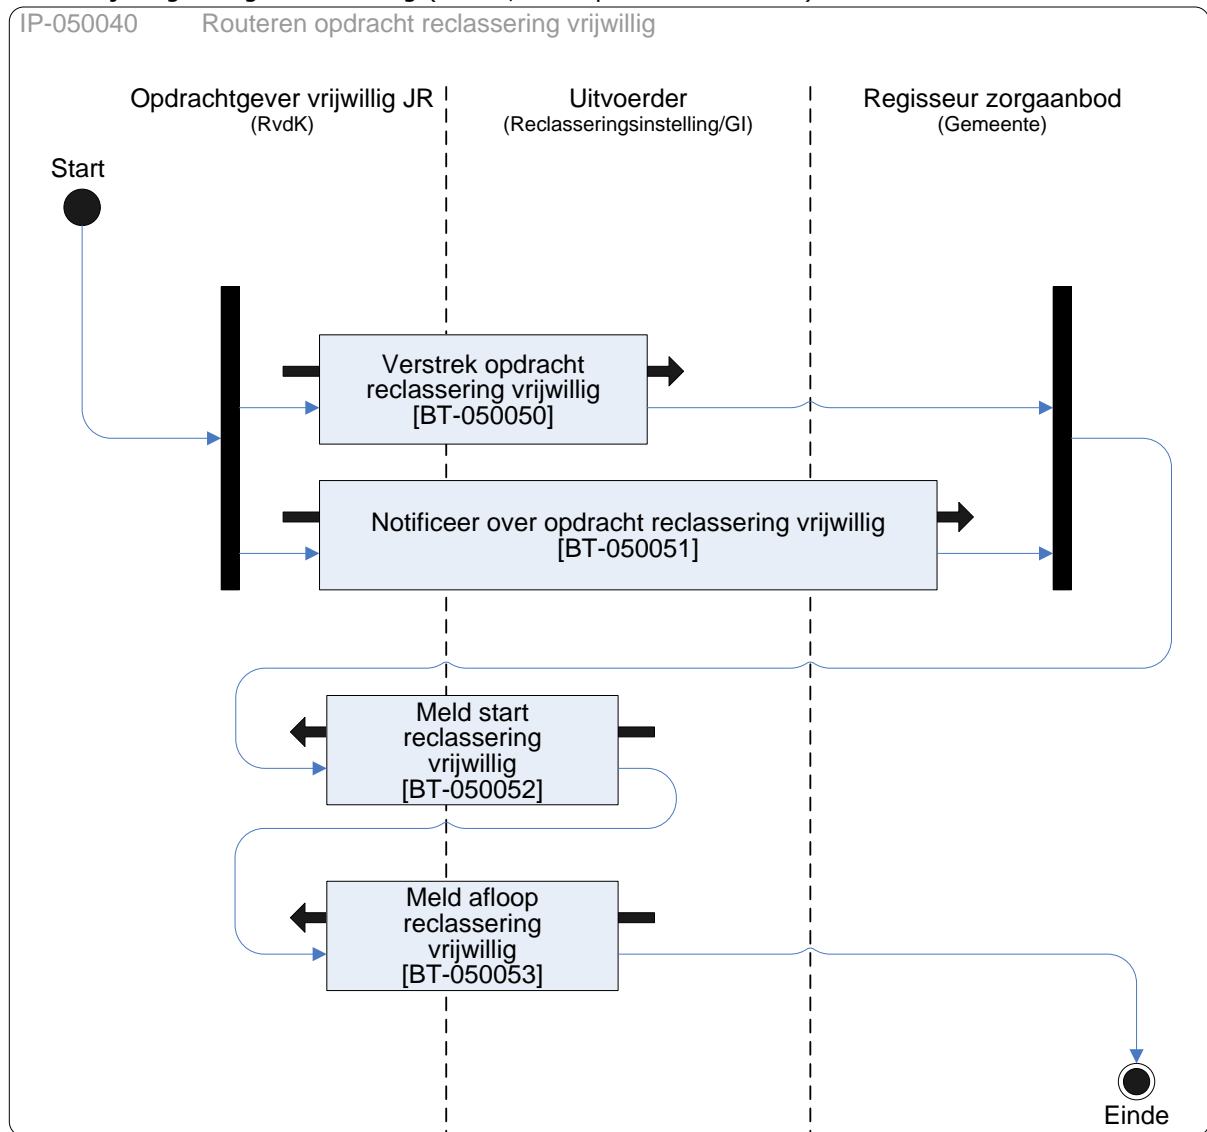 IP-050040 Routeren opdracht reclassering vrijwillig
Opdrachtgever vrijwillig JR
(RvdK)
Uitvoerder
(Reclasseringsinstelling/GI)
Regisseur zorgaanbod
(Gemeente)
Start
Verstrek opdracht
reclassering vrijwillig
[BT-050050]
Notificeer over opdracht reclassering vrijwillig
[BT-050051]
Meld start
reclassering
vrijwillig
[BT-050052]
Meld afloop
reclassering
vrijwillig
[BT-050053]
Einde